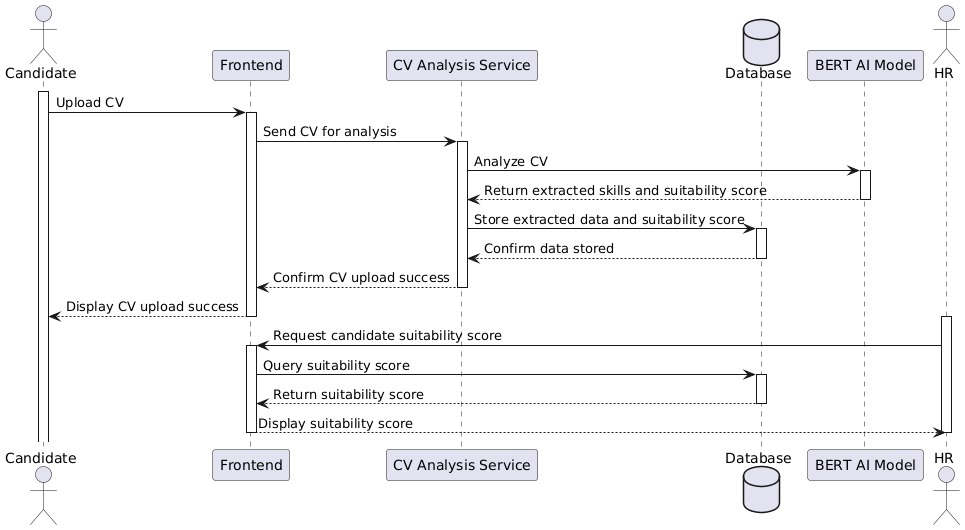 Candidate
Frontend
CV Analysis Service
Database
BERT AI Model
HR
Upload CV
Send CV for analysis
Analyze CV
Return extracted skills and suitability score
Store extracted data and suitability score
Confirm data stored
Confirm CV upload success
Display CV upload success
Request candidate suitability score
Query suitability score
Return suitability score
Display suitability score
Candidate
Frontend
CV Analysis Service
Database
BERT AI Model
HR